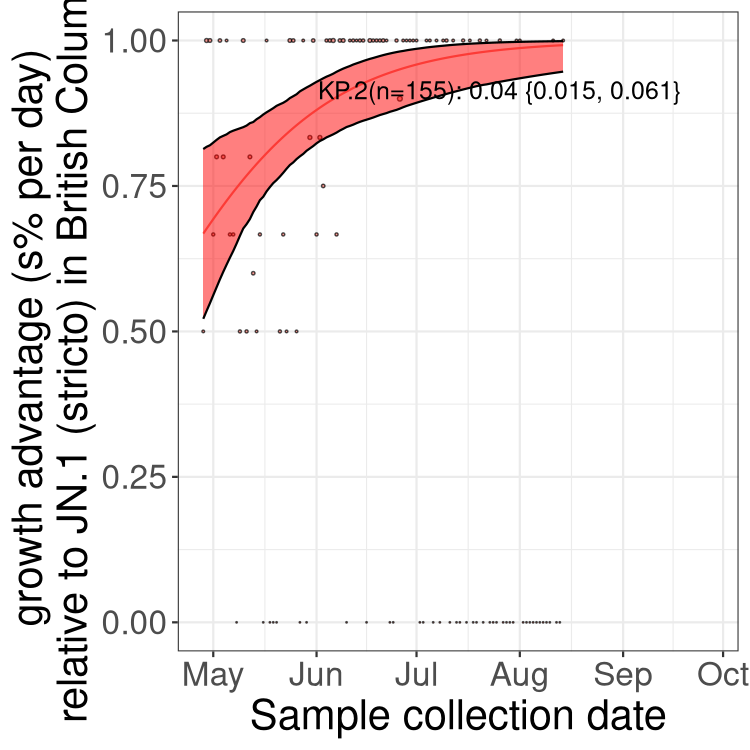 growth advantage (s% per day)
relative to JN.1 (stricto) in British Colum
1.00
0.75
0.50
0.25
0.00
KP.2(n=155): 0.04 {0.015, 0.061}
May Jun Jul Aug Sep Oct
Sample collection date